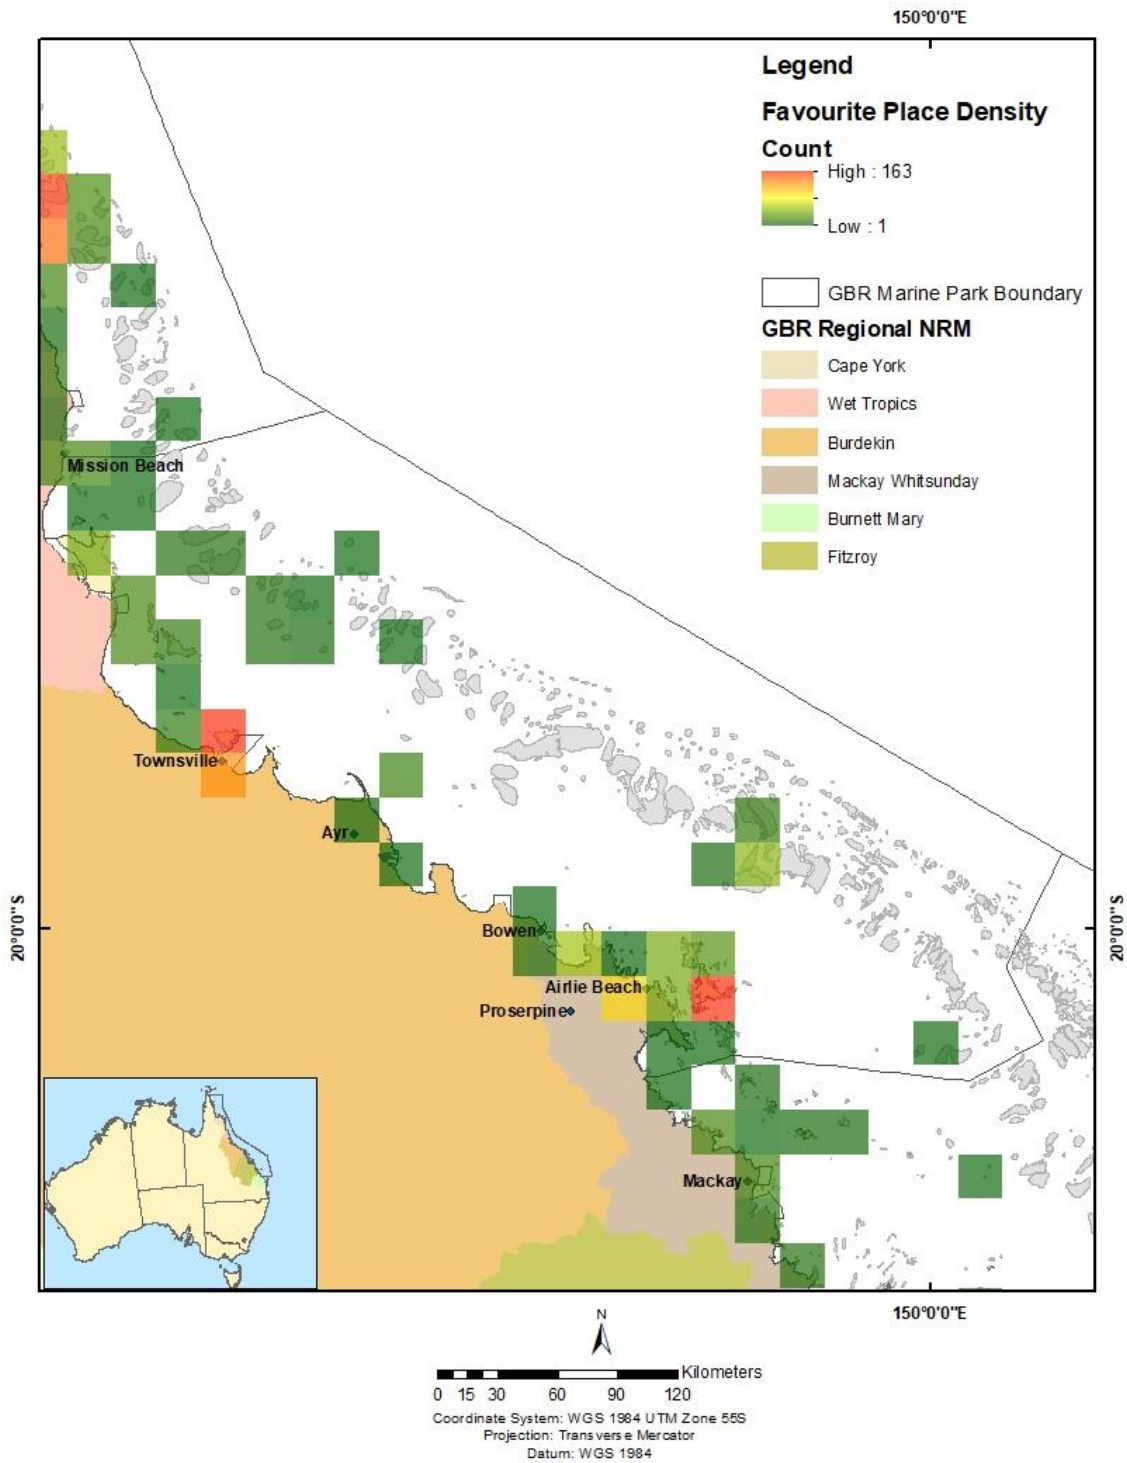 150°0'0"E
Legend
Favourite Place Density
Count
High : 163
Low : 1
GBR Marine Park Boundary
GBR Regional NRM
Cape York
Wet Tropics
Burdekin
Mackay Whitsunday
Burnett Mary
Fitzroy
Mission Beach
Townsville
Ayr
20°0'0"S
20°0'0"S
Bowen
Airlie Beach
Proserpine
Mackay
150°0'0"E
N
Kilometers
0 15 30 60 90 120
Coordinate System: WGS 1984 UTM Zone 55S
Projection: Transverse Mercator
Datum: WGS 1984